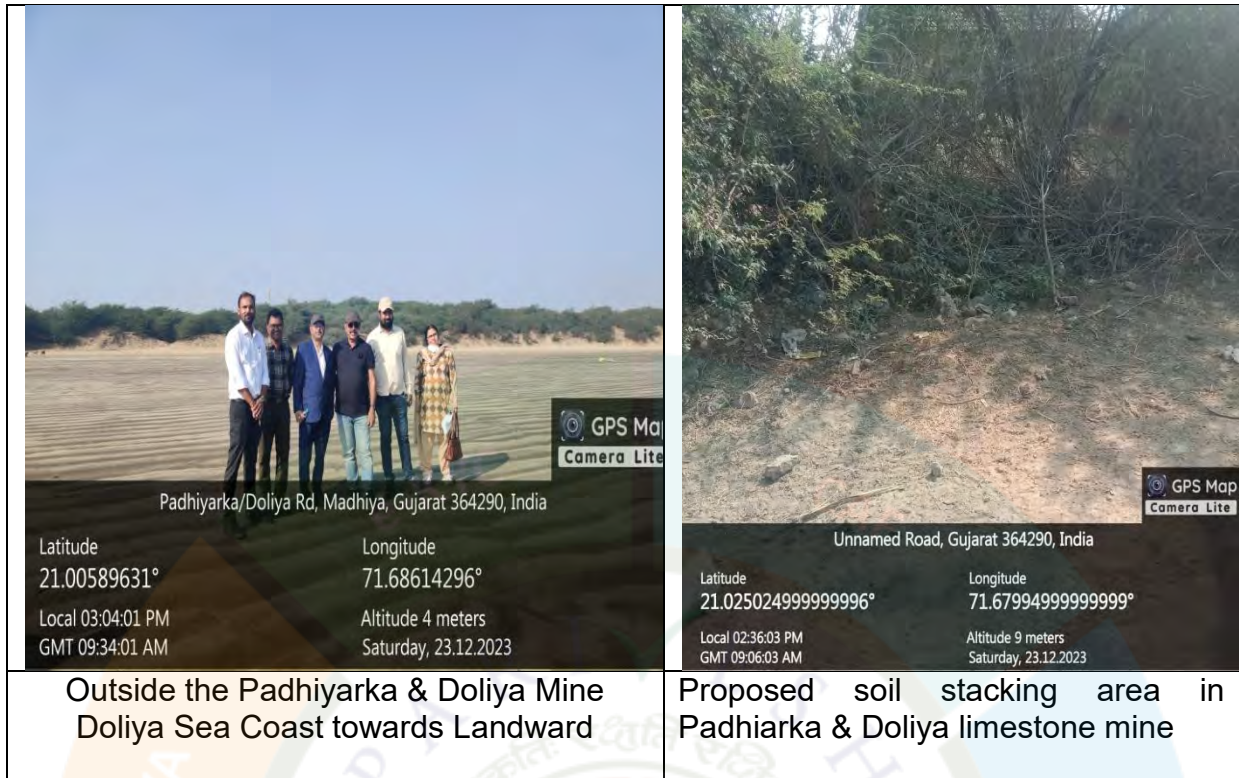 GPS Ma
Camera Lite
Padhiyarka/Doliya Rd, Madhiya, Gujarat 364290, India
Latitude
21.00589631°
Longitude
71.68614296°
Local 03:04:01 PM
GMT 09:34:01 AM
Altitude 4 meters
Saturday, 23.12.2023
Outside the Padhiyarka & Doliya Mine
Doliya Sea Coast towards Landward
GPS Map
Camera Lite
Unnamed Road, Gujarat 364290, India
Latitude
21.025024999999996°
Longitude
71.67994999999999°
Local 02:36:03 PM
GMT 09:06:03 AM
Altitude 9 meters
Saturday, 23.12.2023
Proposed soil stacking area in
Padhiarka & Doliya limestone mine